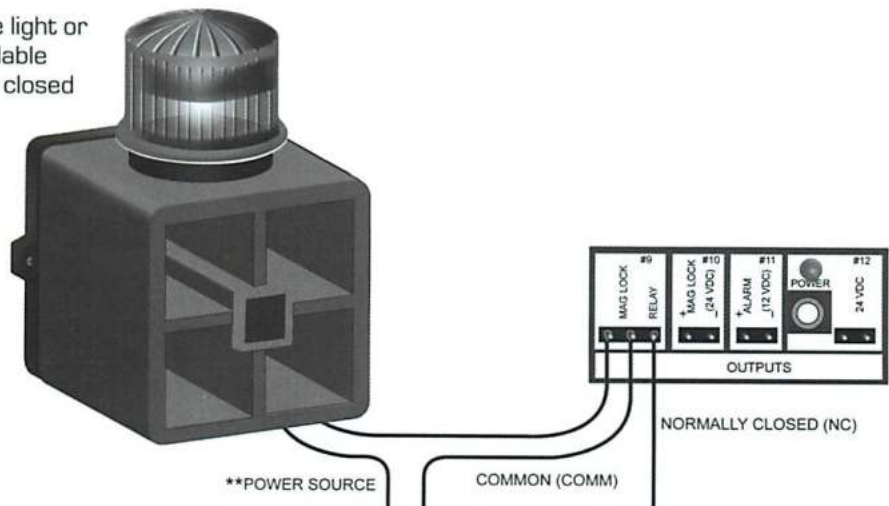 e light or
lable
closed
#9
MAG LOCK
RELAY
#10
+ MAG LOCK
_(24 VDC)
#11
+ ALARM
_(12 VDC)
POWER
#12
24 VDC
OUTPUTS
NORMALLY CLOSED (NC)
**POWER SOURCE
COMMON (COMM)